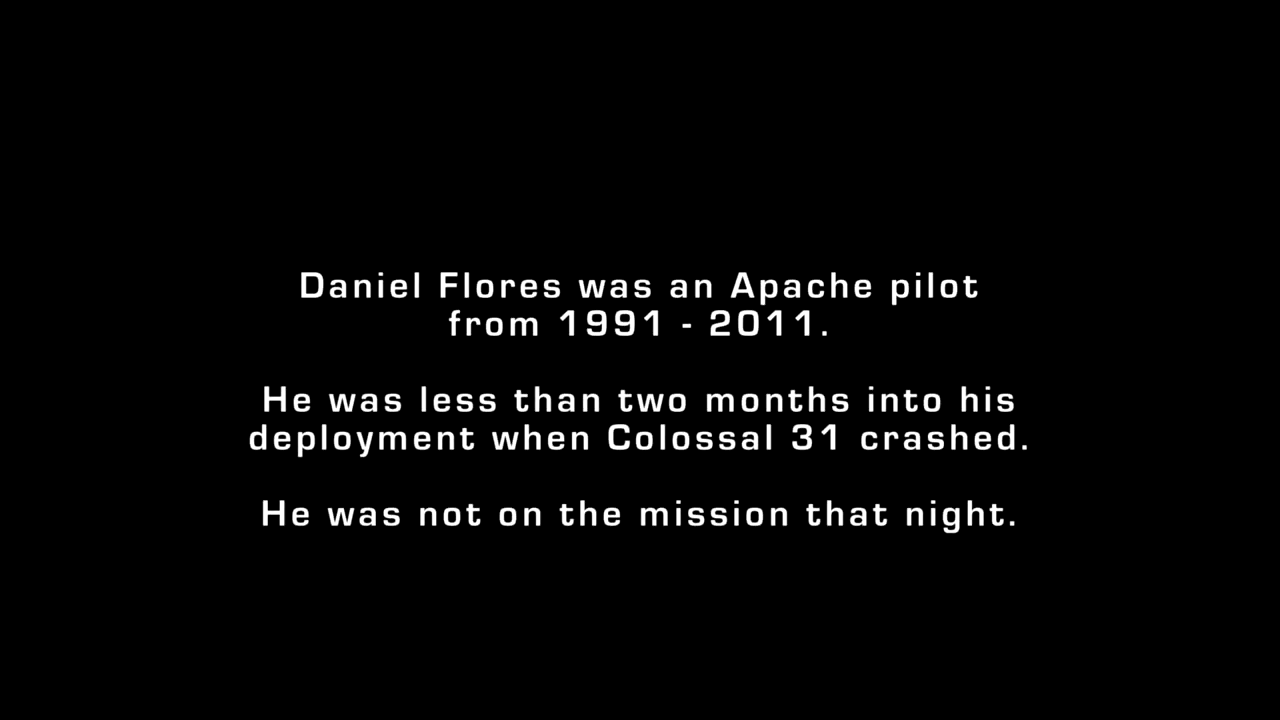 Daniel Flores was an Apache pilot
from 1991 - 2011.
He was less than two months into his
deployment when Colossal 31 crashed.
He was not on the mission that night.